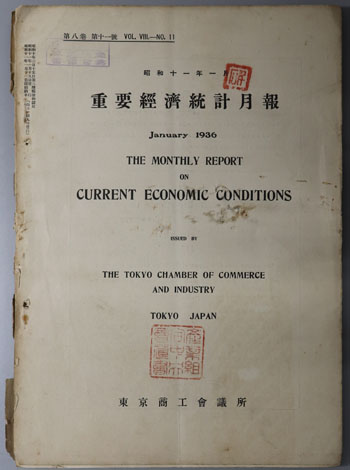 第八卷 第十一號 VOL. VIII.—NO. 11
昭和十一年一月
重要經濟統計月報
January 1936
THE MONTHLY REPORT
ON
CURRENT ECONOMIC CONDITIONS
ISSUED BY
THE TOKYO CHAMBER OF COMMERCE
AND INDUSTRY
TOKYO JAPAN
東京商工會議所